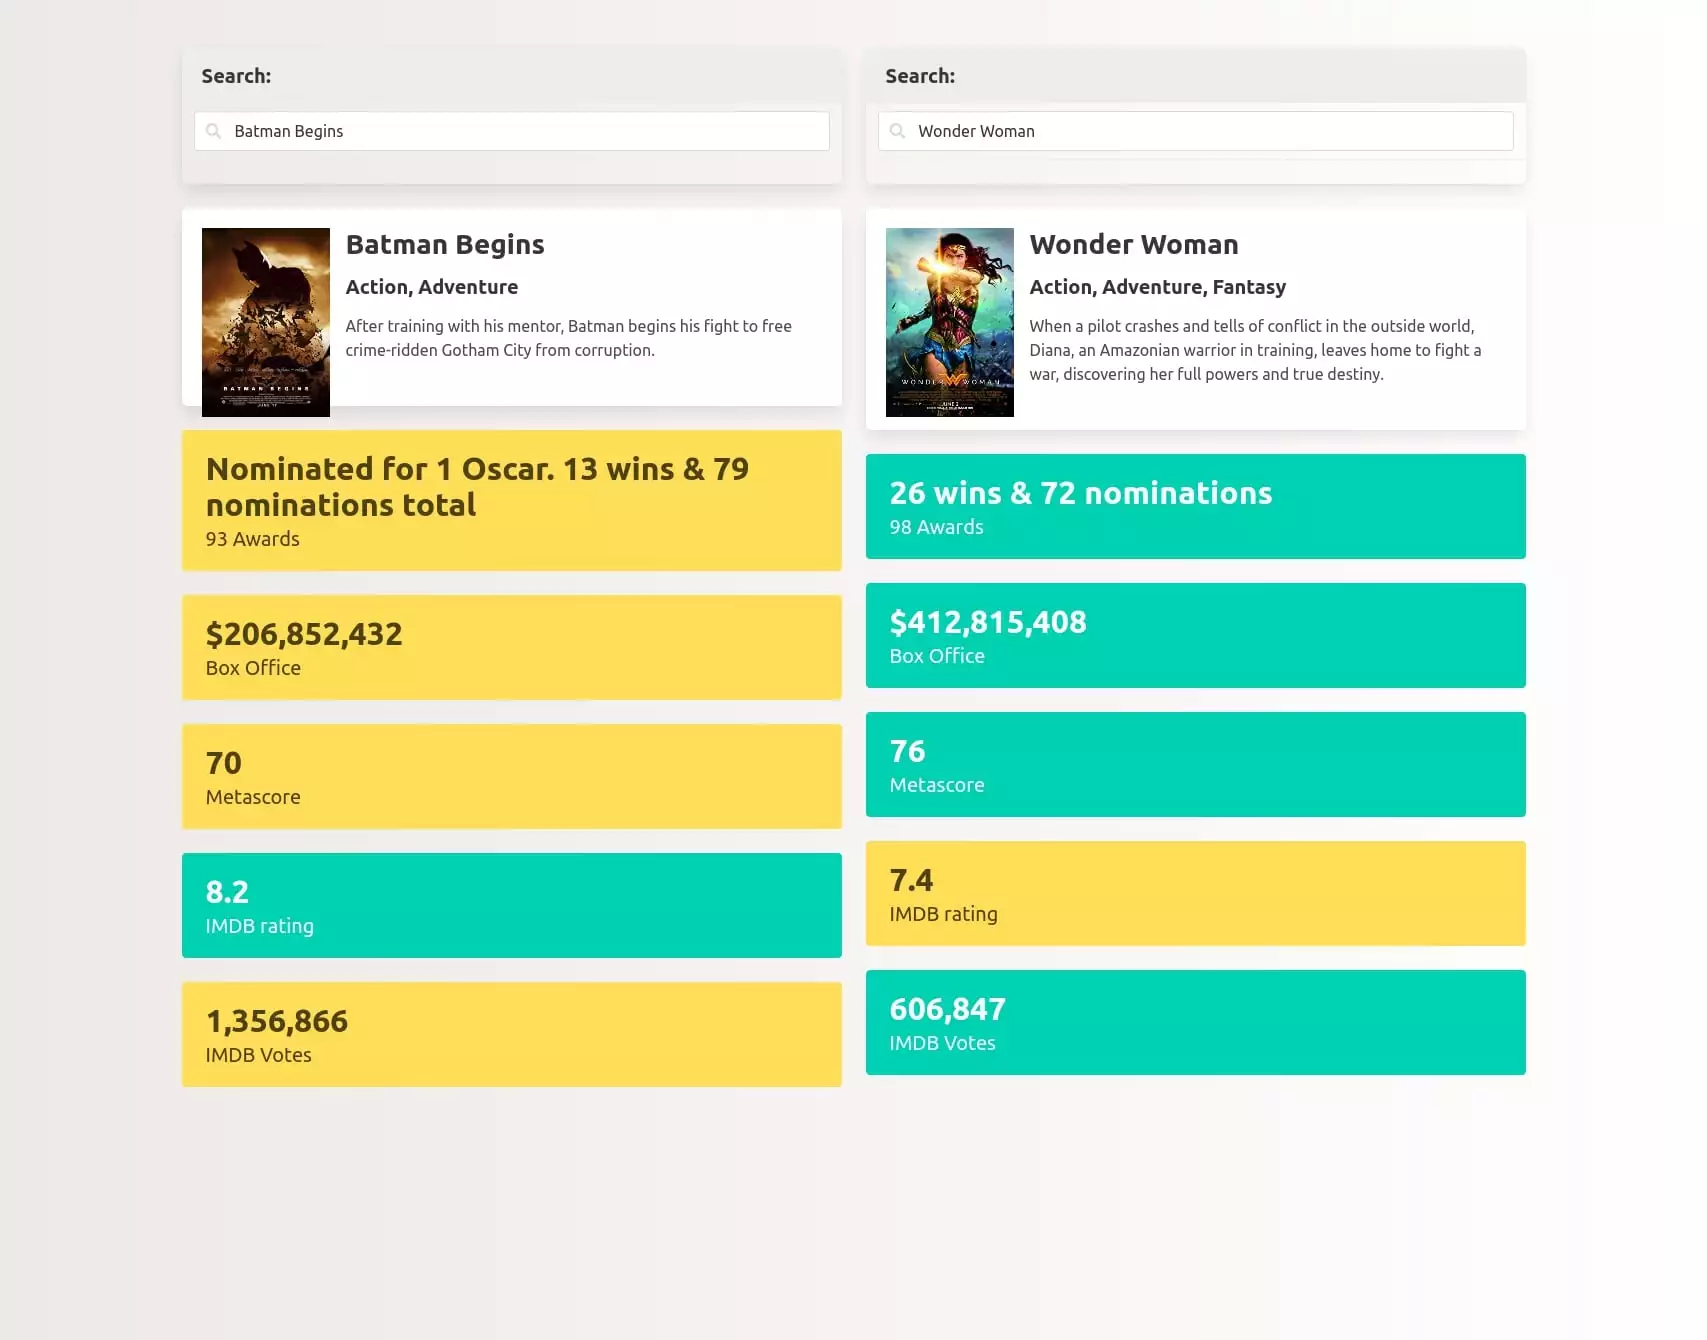 Search:
Batman Begins
Batman Begins
Action, Adventure
After training with his mentor, Batman begins his fight to free
crime-ridden Gotham City from corruption.
BATMAN BEGINS
Nominated for 1 Oscar. 13 wins & 79
nominations total
93 Awards
$206,852,432
Box Office
70
Metascore
8.2
IMDB rating
1,356,866
IMDB Votes
Search:
Wonder Woman
Wonder Woman
Action, Adventure, Fantasy
When a pilot crashes and tells of conflict in the outside world,
Diana, an Amazonian warrior in training, leaves home to fight a
war, discovering her full powers and true destiny.
WONDER WOMAN
26 wins & 72 nominations
98 Awards
$412,815,408
Box Office
76
Metascore
7.4
IMDB rating
606,847
IMDB Votes